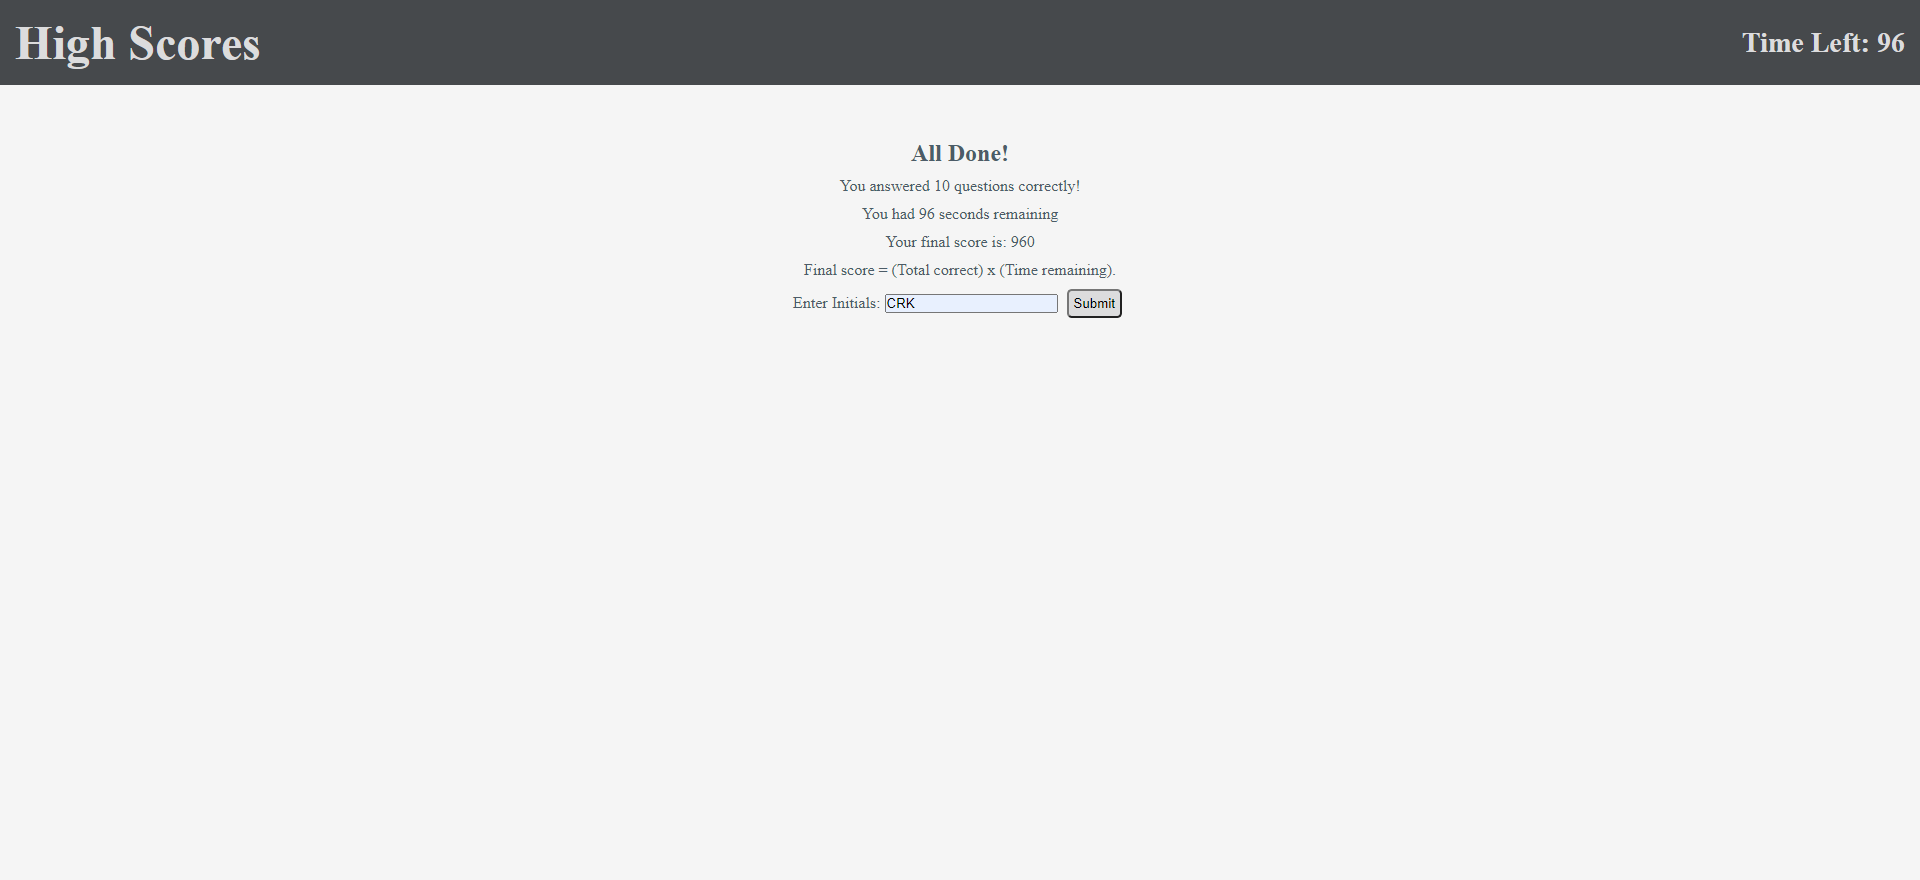 High Scores
Time Left: 96
All Done!
You answered 10 questions correctly!
You had 96 seconds remaining
Your final score is: 960
Final score = (Total correct) x (Time remaining).
Enter Initials: CRK Submit